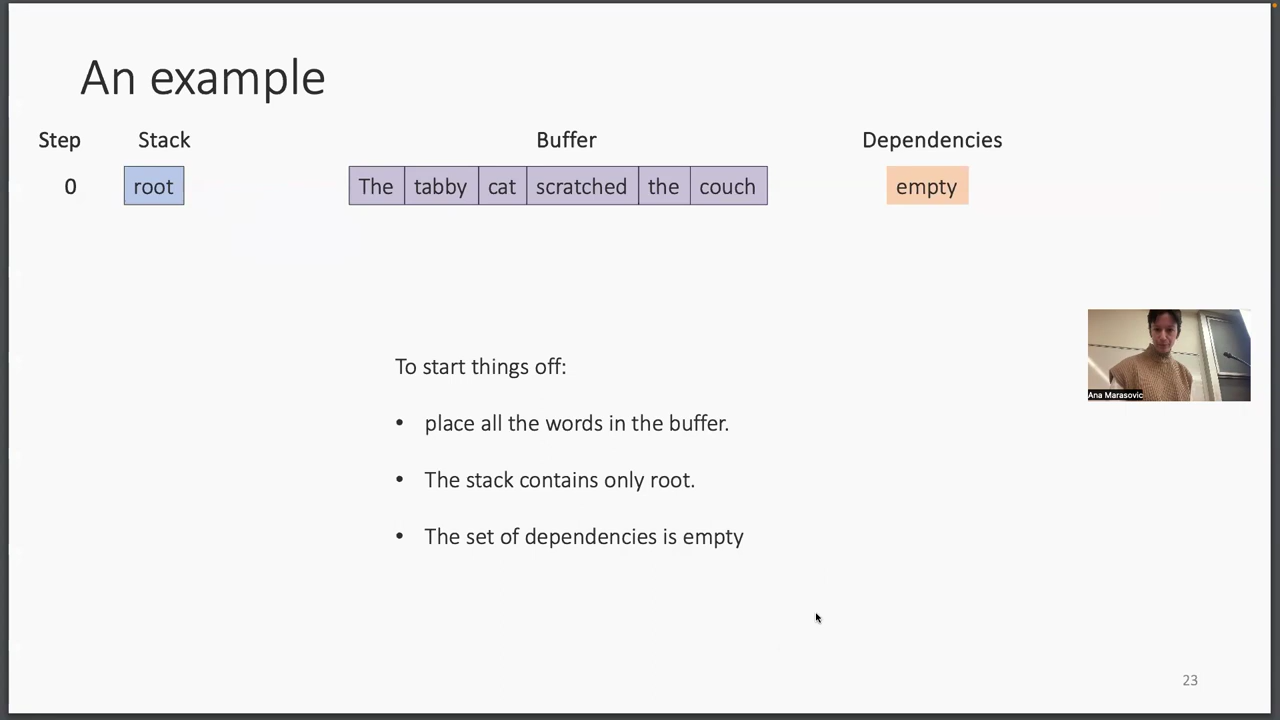 An example
Step Stack Buffer Dependencies
0 root The tabby cat scratched the couch empty
To start things off:
• place all the words in the buffer.
• The stack contains only root.
• The set of dependencies is empty
Ana Marasovic
23